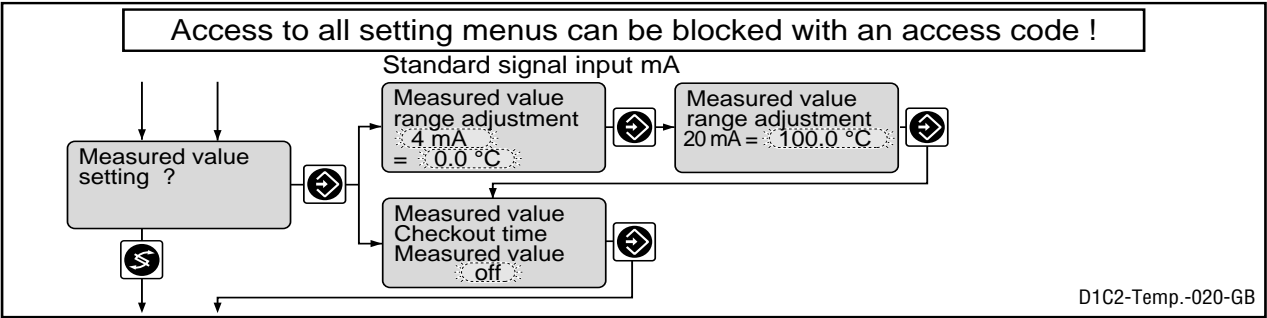 Access to all setting menus can be blocked with an access code !
Standard signal input mA
Measured value
range adjustment
4 mA
= 0.0 °C
Measured value
range adjustment
20 mA = 100.0 °C
Measured value
setting ?
Measured value
Checkout time
Measured value
off
D1C2-Temp.-020-GB